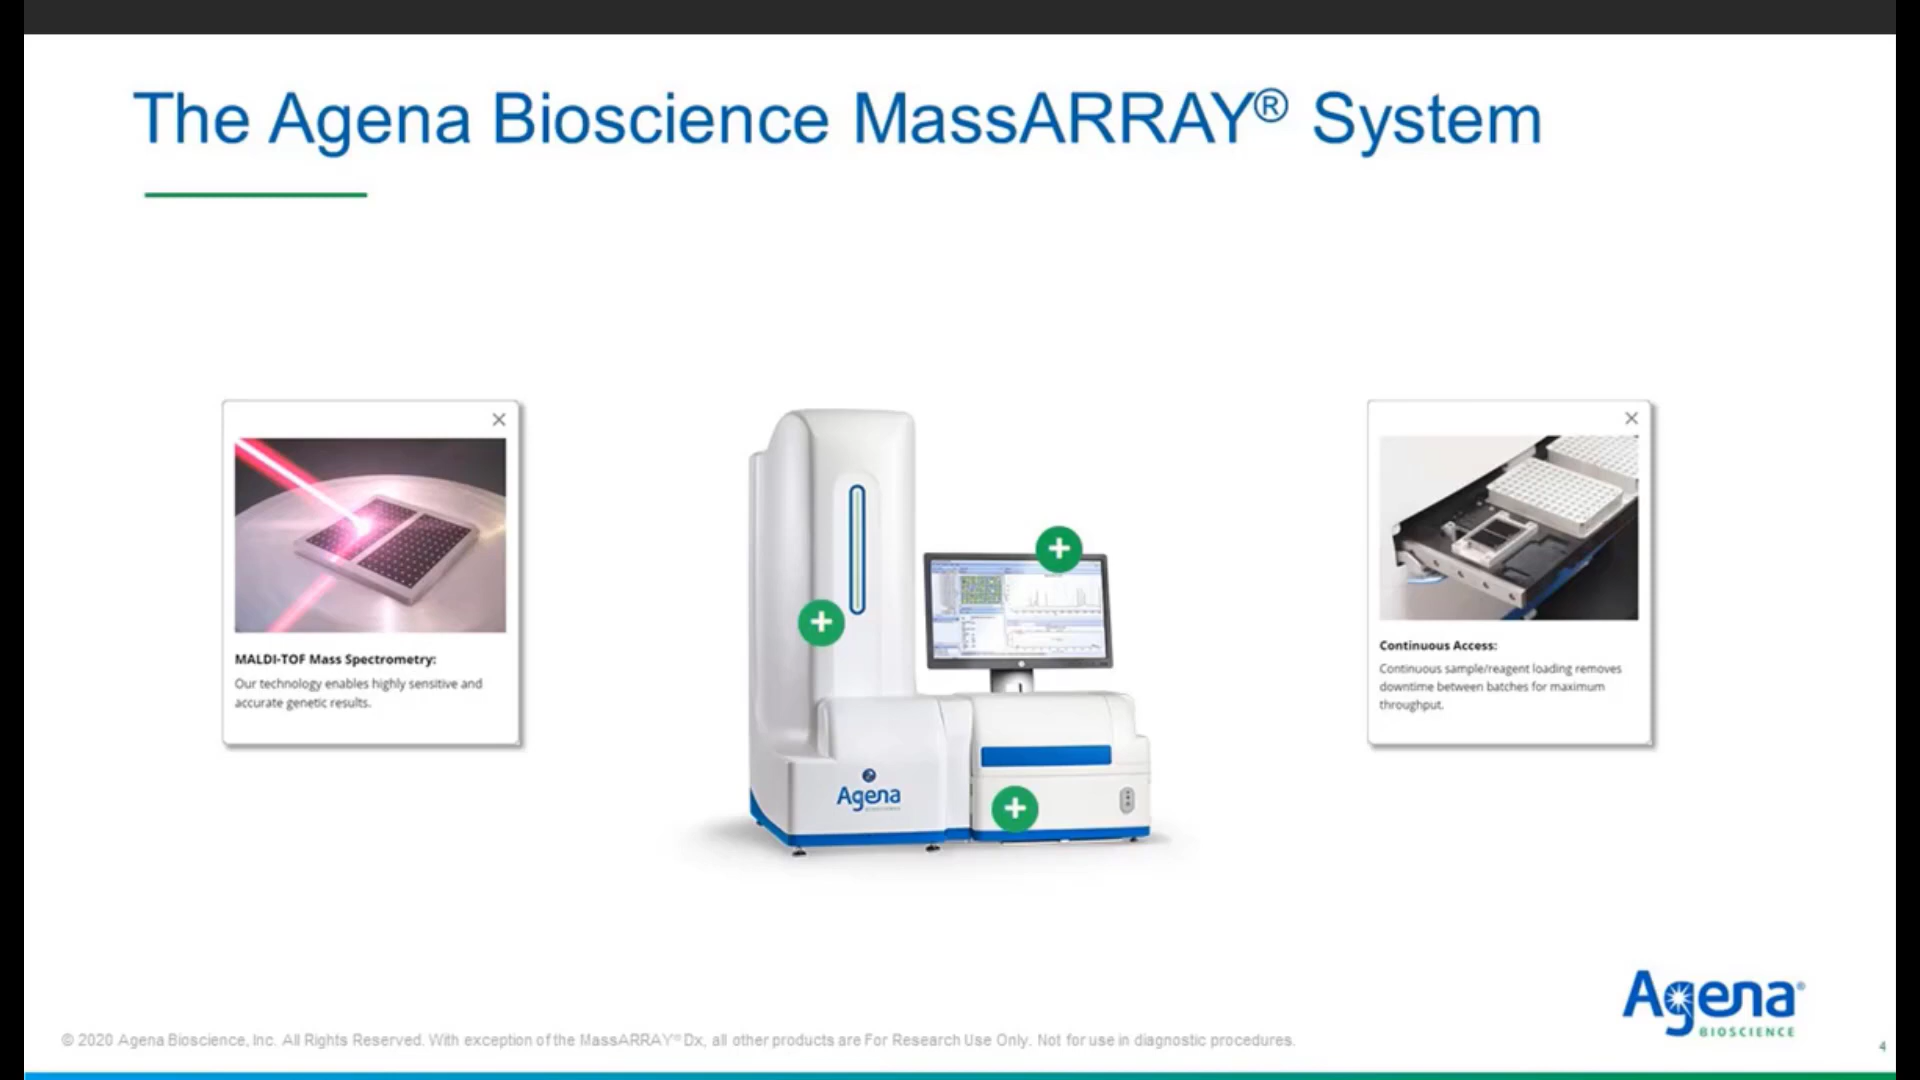 The Agena Bioscience MassARRAY® System
MALDI-TOF Mass Spectrometry:
Our technology enables highly sensitive and
accurate genetic results.
Agena
Continuous Access:
Continuous sample/reagent loading removes
downtime between batches for maximum
throughput.
Agena®
BIOSCIENCE
© 2020 Agena Bioscience, Inc. All Rights Reserved. With exception of the MassARRAY® Dx, all other products are For Research Use Only. Not for use in diagnostic procedures.
4